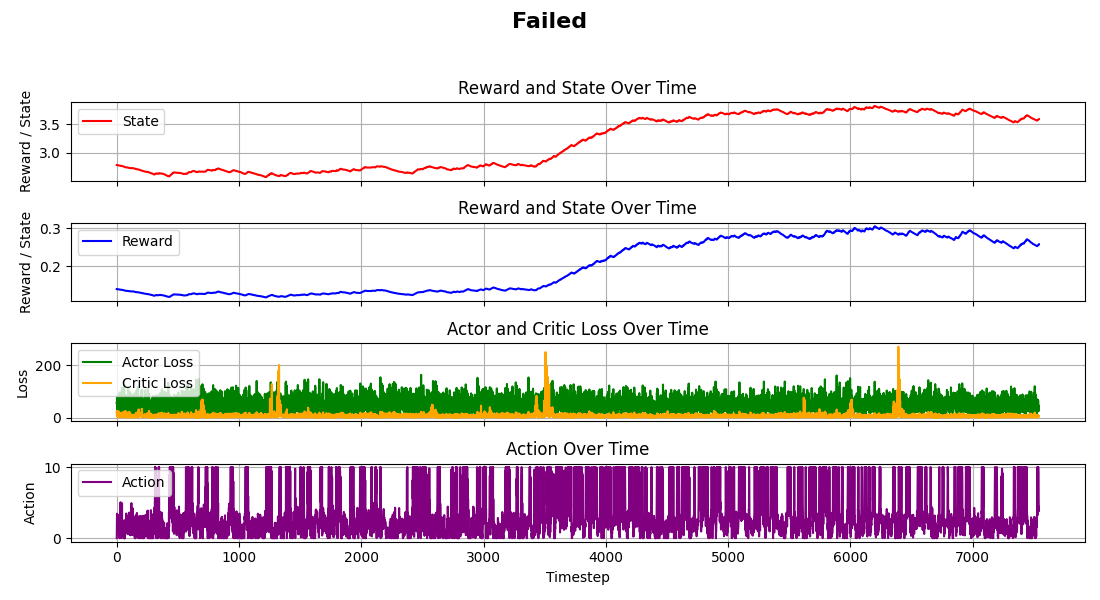 Failed
Reward and State Over Time
Reward / State
3.5
3.0
State
Reward and State Over Time
Reward / State
0.3
0.2
Reward
Actor and Critic Loss Over Time
Loss
200
0
Actor Loss
Critic Loss
Action Over Time
Action
10
0
Action
0 1000 2000 3000 4000 5000 6000 7000
Timestep